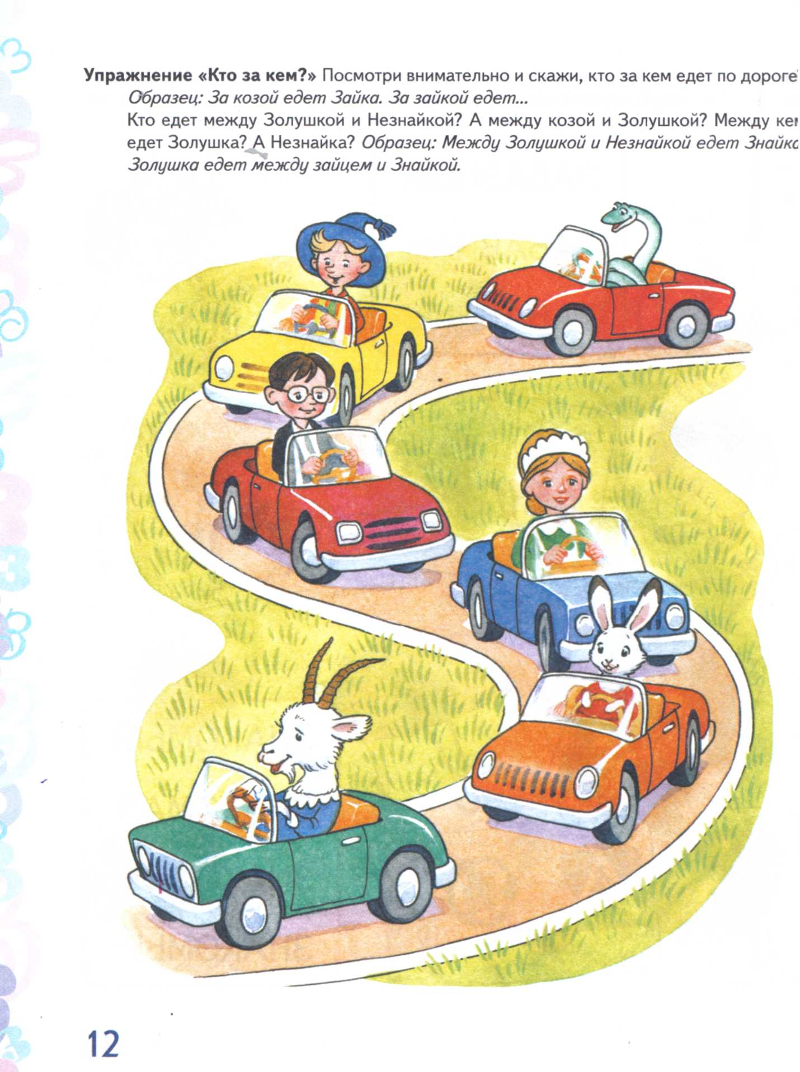 Упражнение «Кто за кем?» Посмотри внимательно и скажи, кто за кем едет по дороге?
Образец: За козой едет Зайка. За зайкой едет...
Кто едет между Золушкой и Незнайкой? А между козой и Золушкой? Между кем
едет Золушка? А Незнайка? Образец: Между Золушкой и Незнайкой едет Знайка.
Золушка едет между зайцем и Знайкой.
12